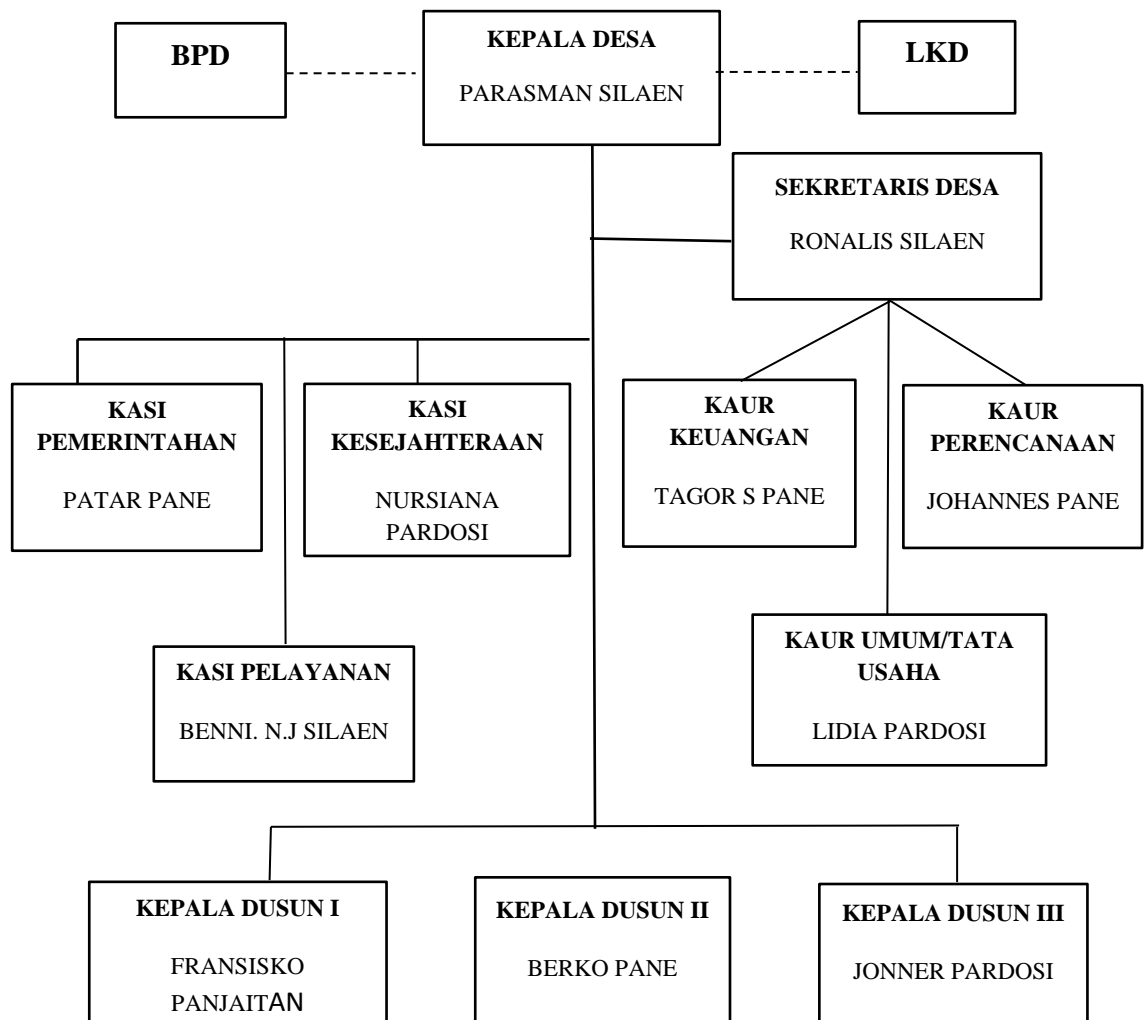 BPD
KEPALA DESA
PARASMAN SILAEN
LKD
SEKRETARIS DESA
RONALIS SILAEN
KASI
PEMERINTAHAN
PATAR PANE
KASI
KESEJAHTERAAN
NURSIANA
PARDOSI
KAUR
KEUANGAN
TAGOR S PANE
KAUR
PERENCANAAN
JOHANNES PANE
KASI PELAYANAN
BENNI. N.J SILAEN
KAUR UMUM/TATA
USAHA
LIDIA PARDOSI
KEPALA DUSUN I
FRANSISKO
PANJAITAN
KEPALA DUSUN II
BERKO PANE
KEPALA DUSUN III
JONNER PARDOSI